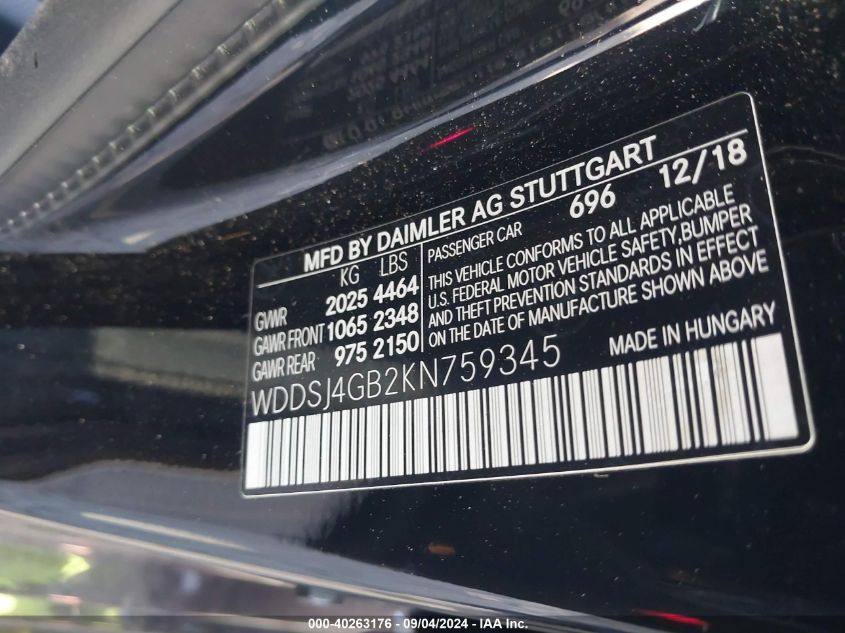 MFD BY DAIMLER AG STUTTGART
696 12/18
KG LBS
GVWR 2025 4464
GAWR FRONT 1065 2348
GAWR REAR 975 2150
PASSENGER CAR
THIS VEHICLE CONFORMS TO ALL APPLICABLE
U.S. FEDERAL MOTOR VEHICLE SAFETY, BUMPER
AND THEFT PREVENTION STANDARDS IN EFFECT
ON THE DATE OF MANUFACTURE SHOWN ABOVE
MADE IN HUNGARY
WDDSJ4GB2KN759345
000-40263176 - 09/04/2024 - IAA Inc.